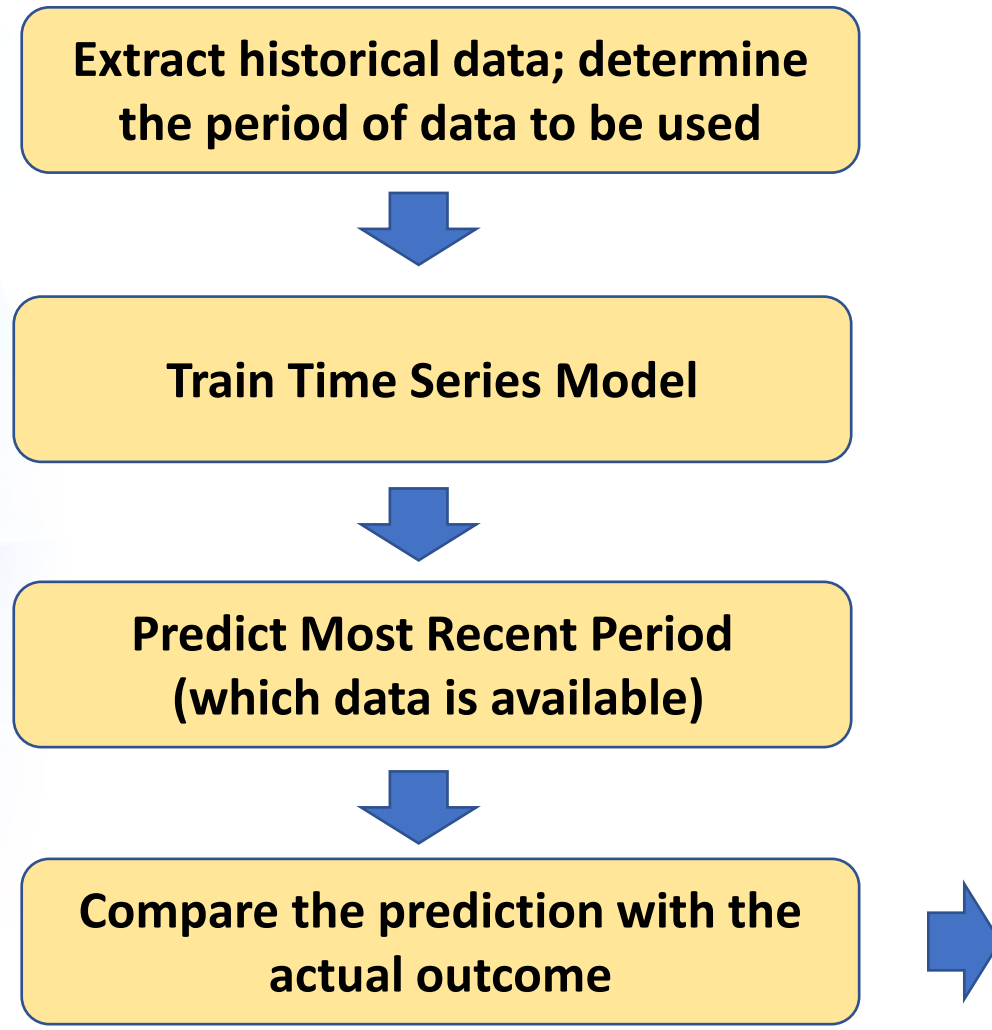 Extract historical data; determine
the period of data to be used
Train Time Series Model
Predict Most Recent Period
(which data is available)
Compare the prediction with the
actual outcome